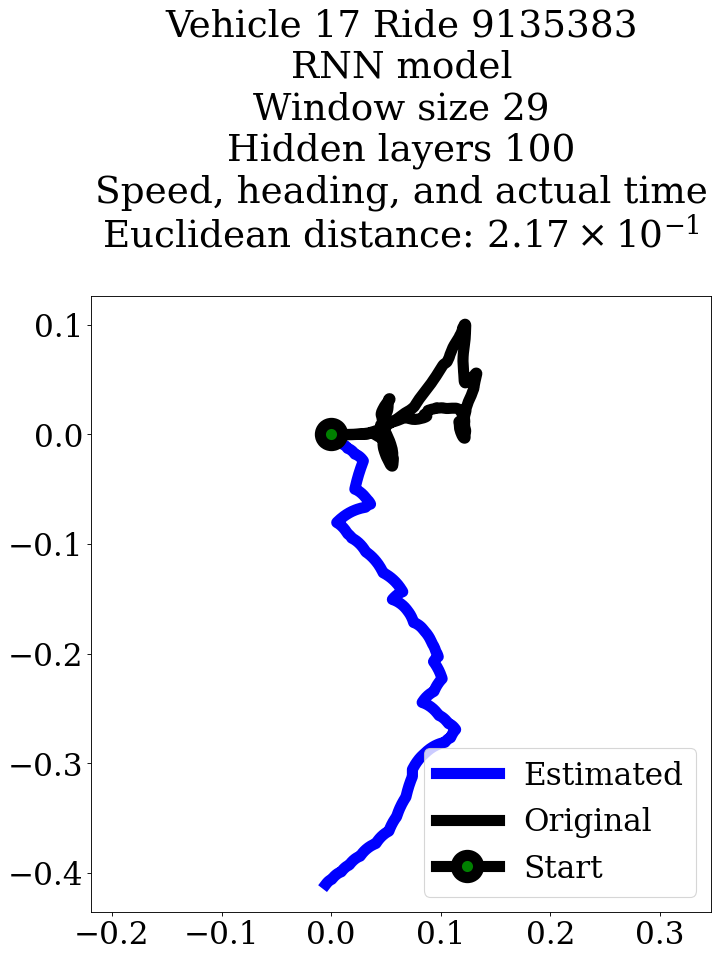 Vehicle 17 Ride 9135383
RNN model
Window size 29
Hidden layers 100
Speed, heading, and actual time
Euclidean distance: 2.17 × 10⁻¹
0.1
0.0
−0.1
−0.2
−0.3
−0.4
Estimated
Original
Start
−0.2 −0.1 0.0 0.1 0.2 0.3